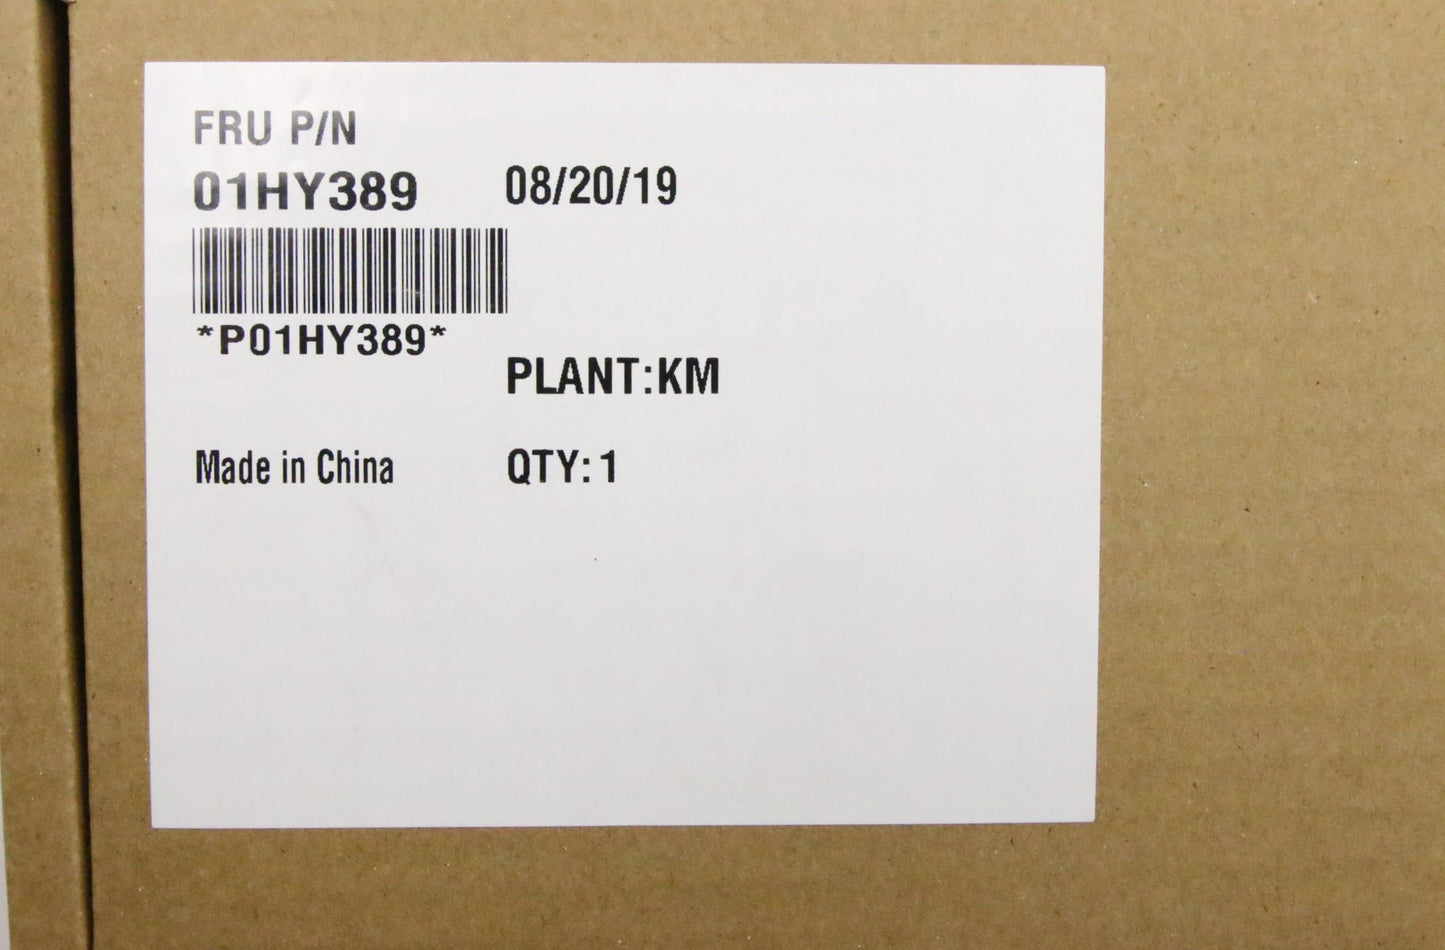 FRU P/N
01HY389 08/20/19
*P01HY389*
PLANT:KM
Made in China QTY: 1